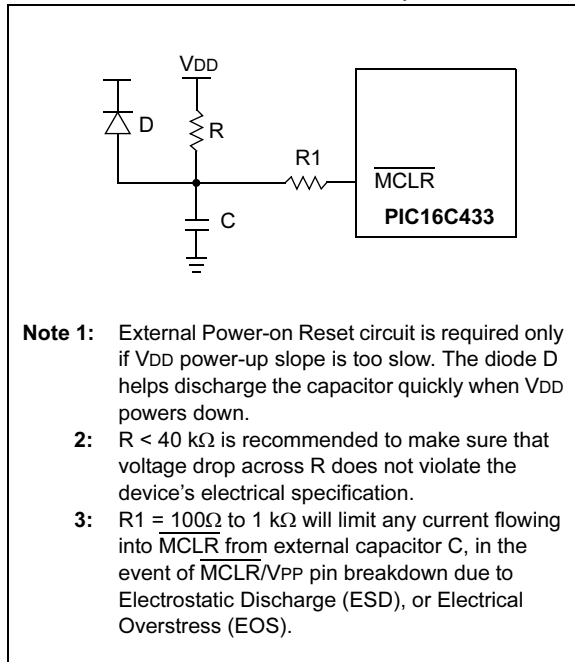 VDD
D
R
R1
MCLR
C
PIC16C433
Note 1: External Power-on Reset circuit is required only
if VDD power-up slope is too slow. The diode D
helps discharge the capacitor quickly when VDD
powers down.
2: R < 40 kΩ is recommended to make sure that
voltage drop across R does not violate the
device's electrical specification.
3: R1 = 100Ω to 1 kΩ will limit any current flowing
into MCLR from external capacitor C, in the
event of MCLR/VPP pin breakdown due to
Electrostatic Discharge (ESD), or Electrical
Overstress (EOS).